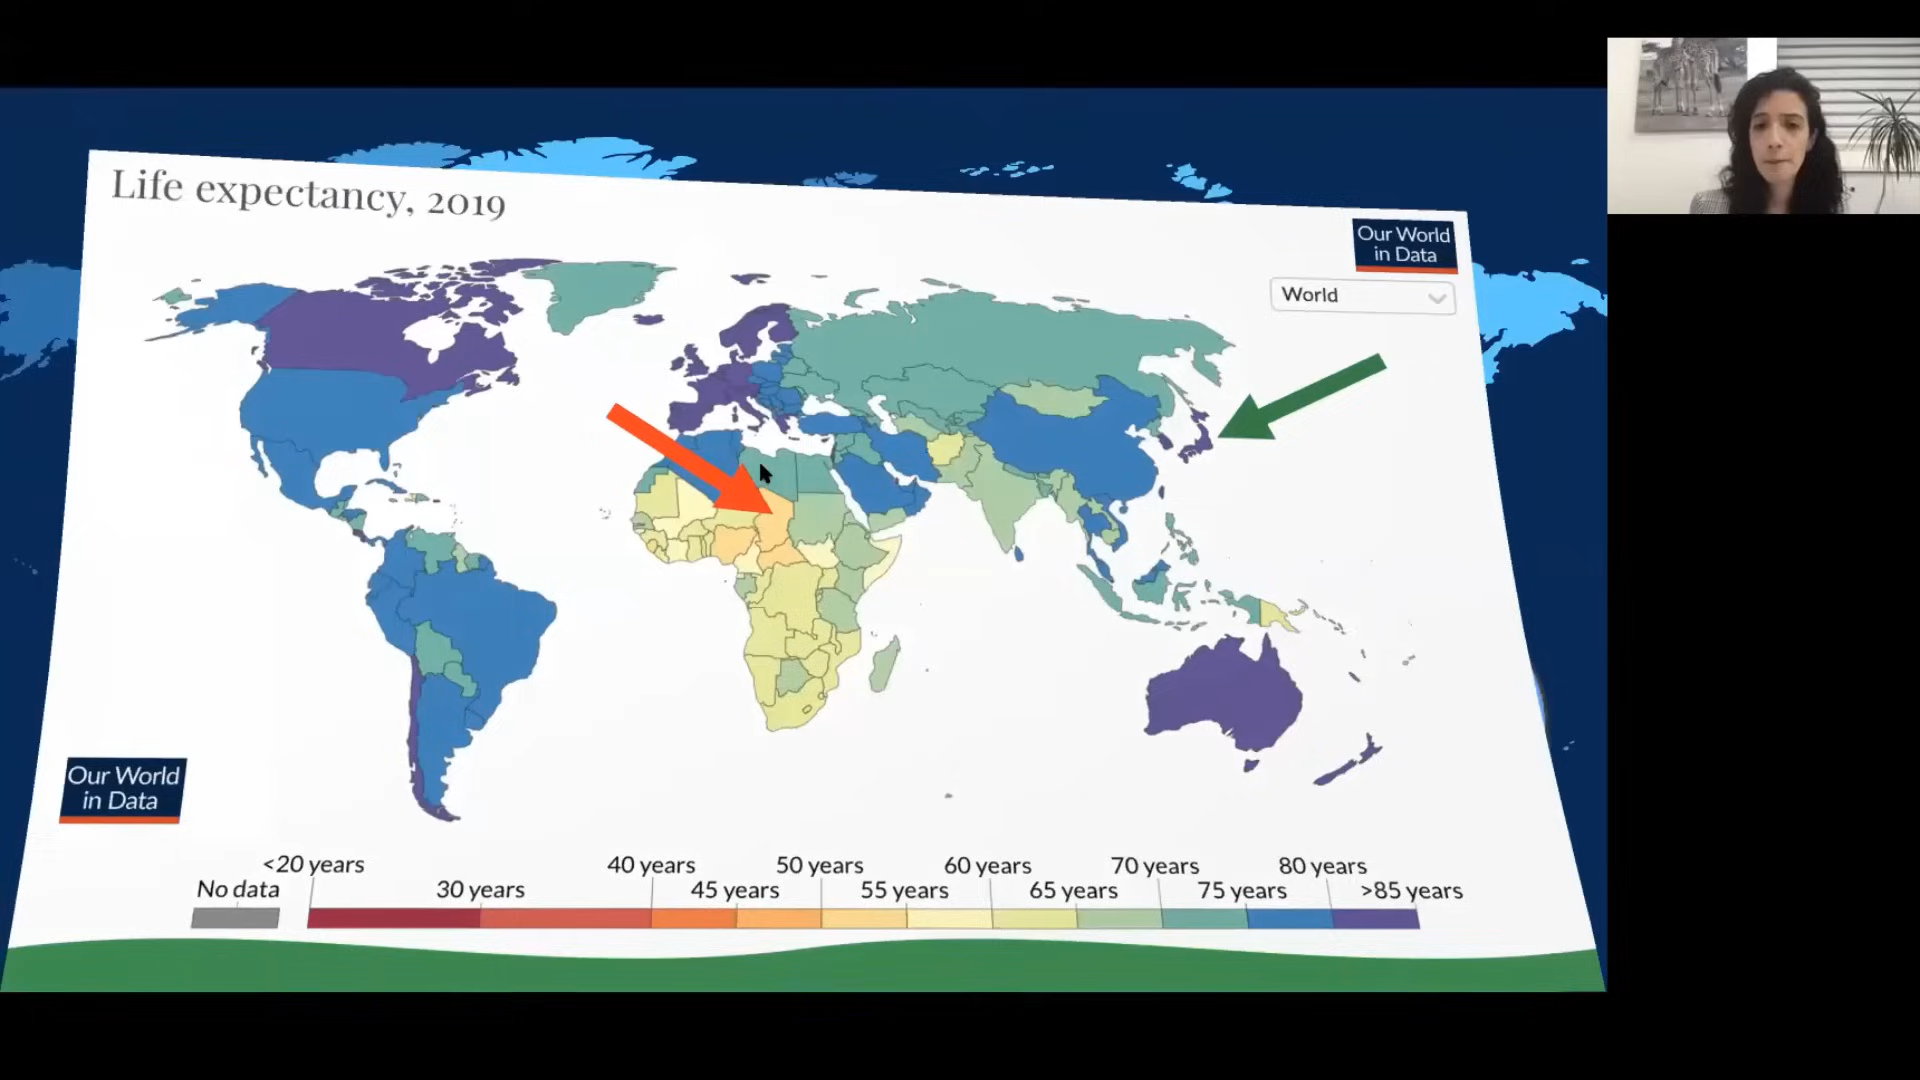 Life expectancy, 2019
Our World
in Data
World
Our World
in Data
<20 years
40 years
50 years
60 years
70 years
80 years
No data
30 years
45 years
55 years
65 years
75 years
>85 years